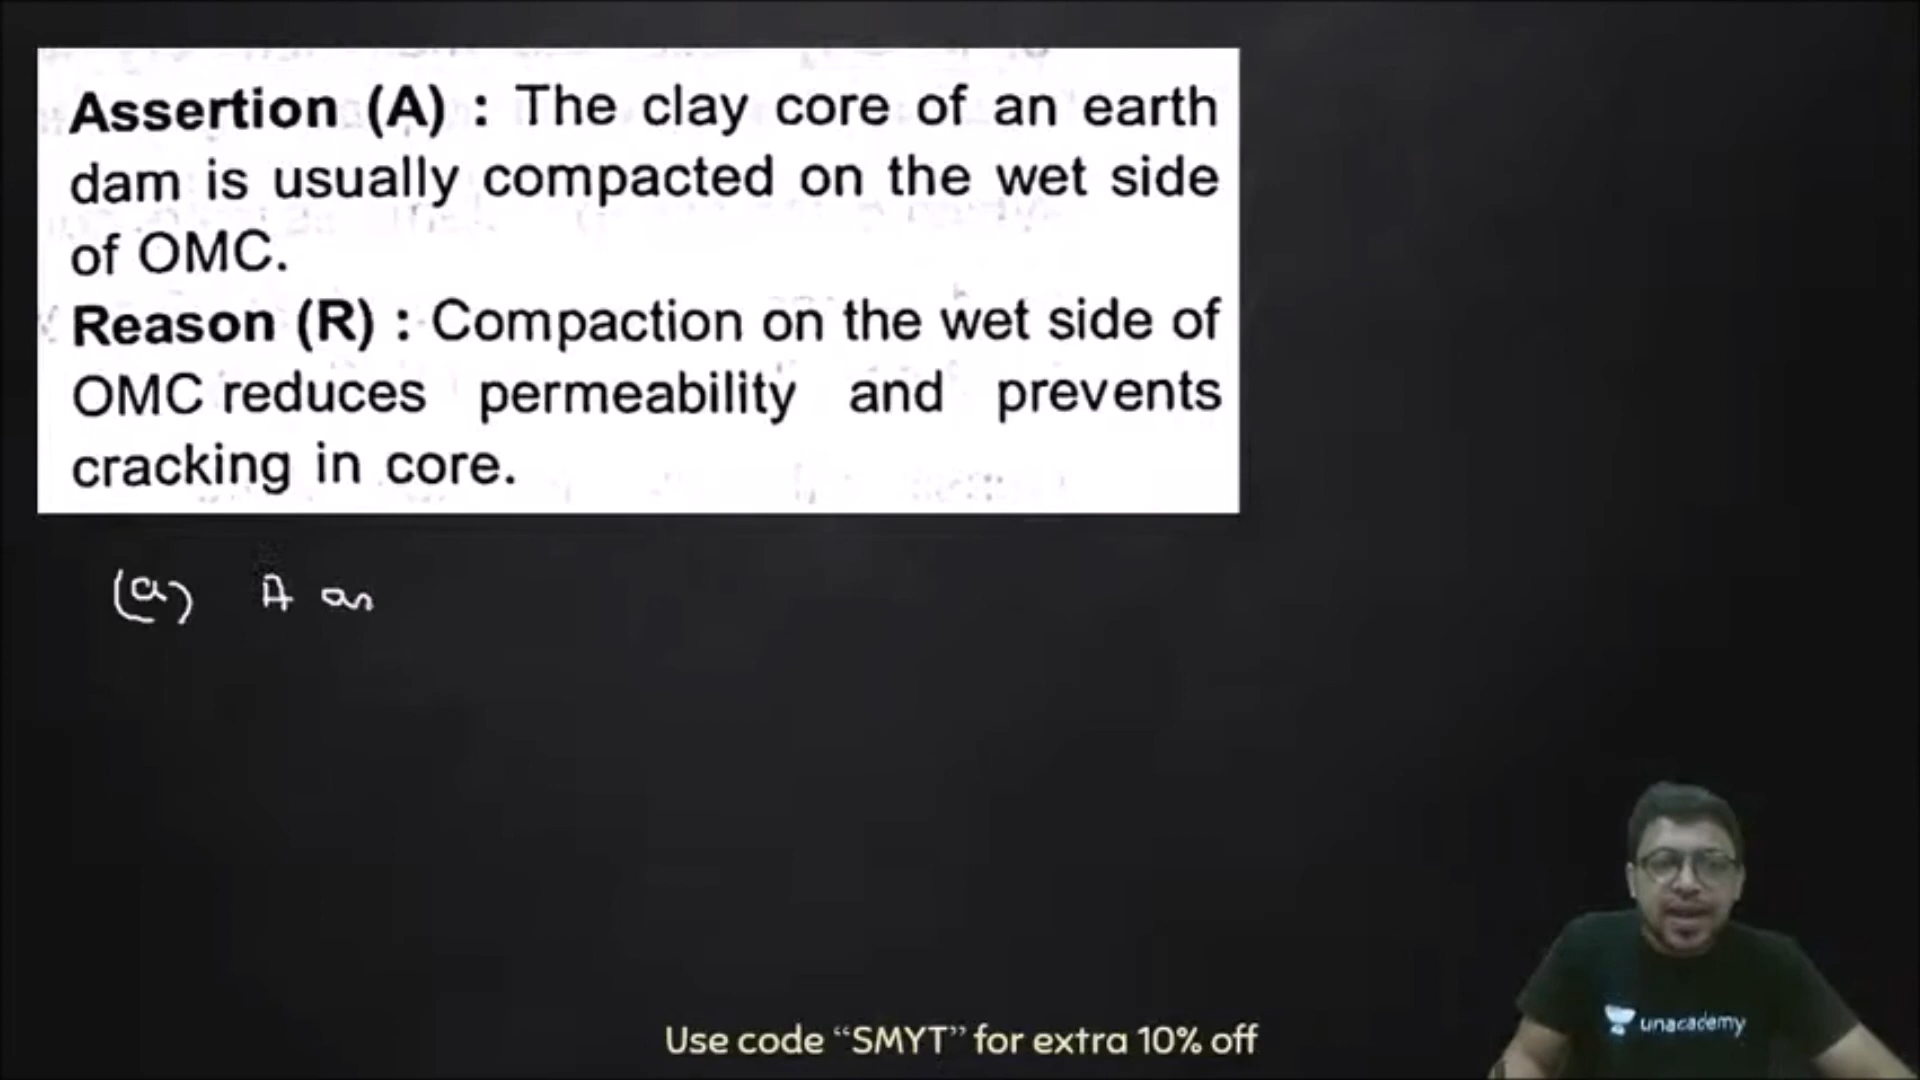 Assertion (A) : The clay core of an earth
dam is usually compacted on the wet side
of OMC.
Reason (R) : Compaction on the wet side of
OMC reduces permeability and prevents
cracking in core.
(a) A an
unacademy
Use code “SMYT” for extra 10% off